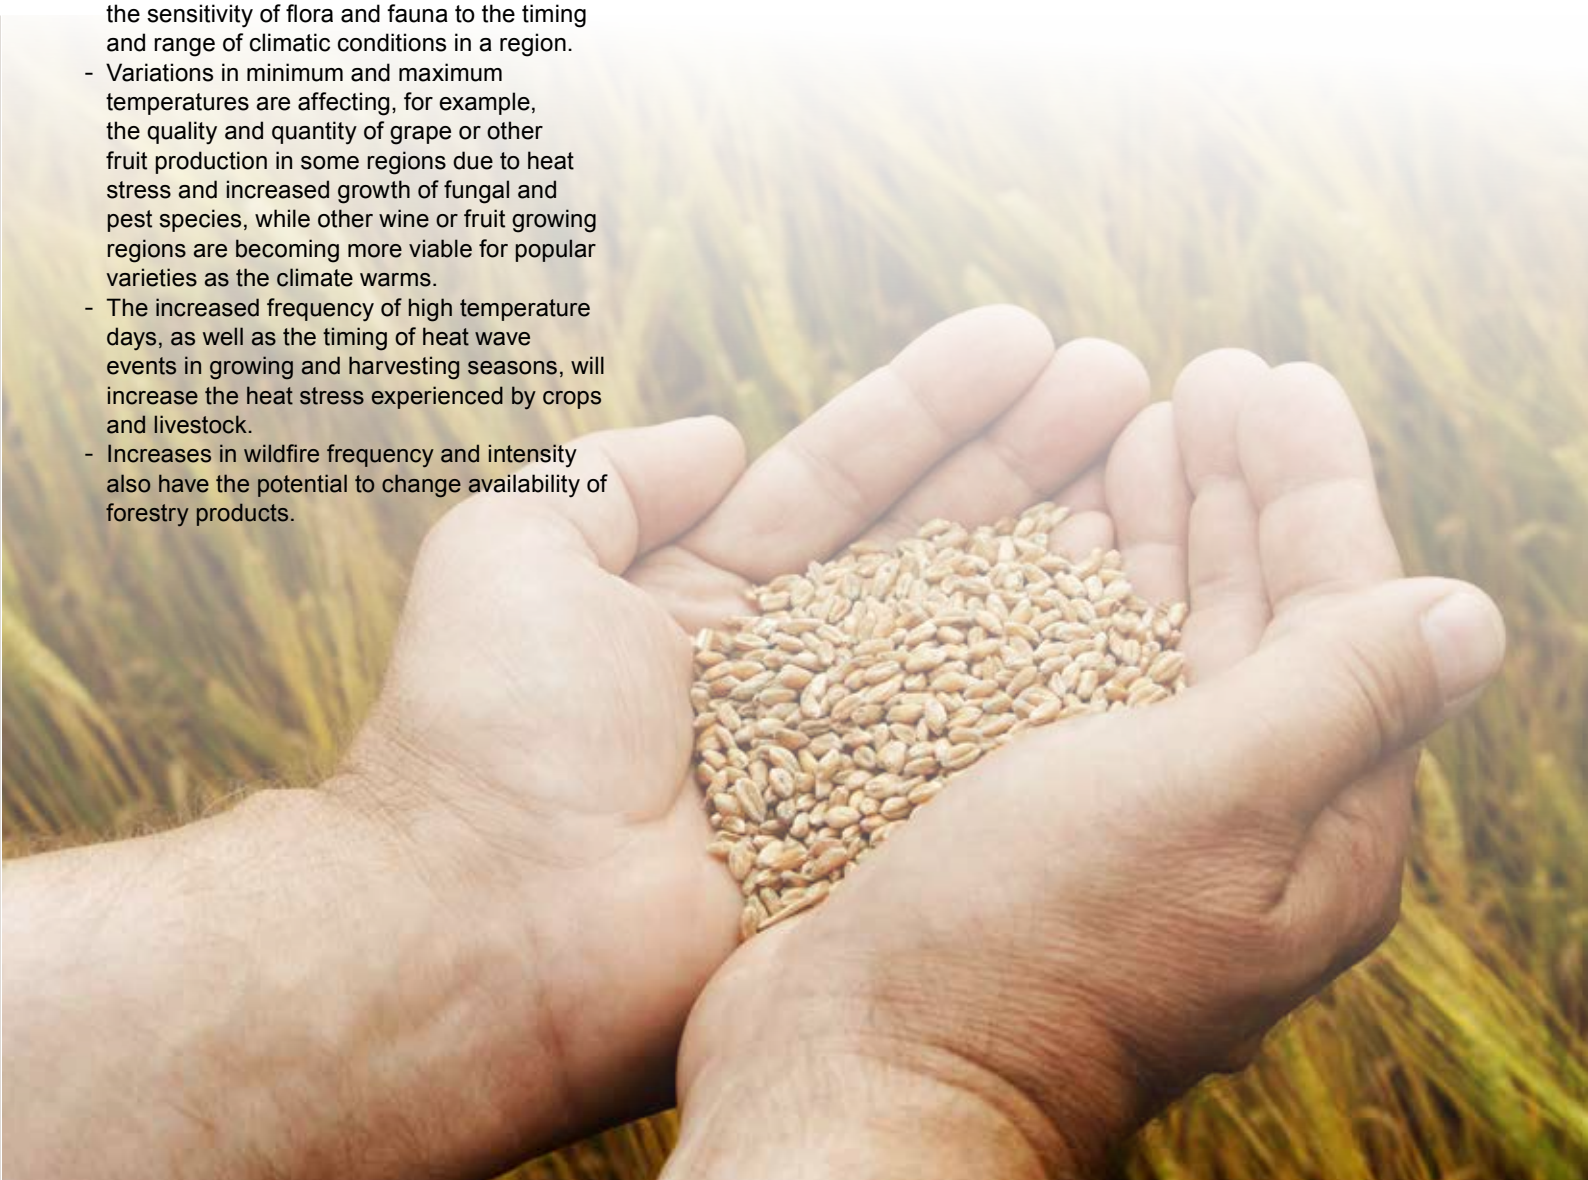 the sensitivity of flora and fauna to the timing
and range of climatic conditions in a region.
- Variations in minimum and maximum
temperatures are affecting, for example,
the quality and quantity of grape or other
fruit production in some regions due to heat
stress and increased growth of fungal and
pest species, while other wine or fruit growing
regions are becoming more viable for popular
varieties as the climate warms.
- The increased frequency of high temperature
days, as well as the timing of heat wave
events in growing and harvesting seasons, will
increase the heat stress experienced by crops
and livestock.
- Increases in wildfire frequency and intensity
also have the potential to change availability of
forestry products.